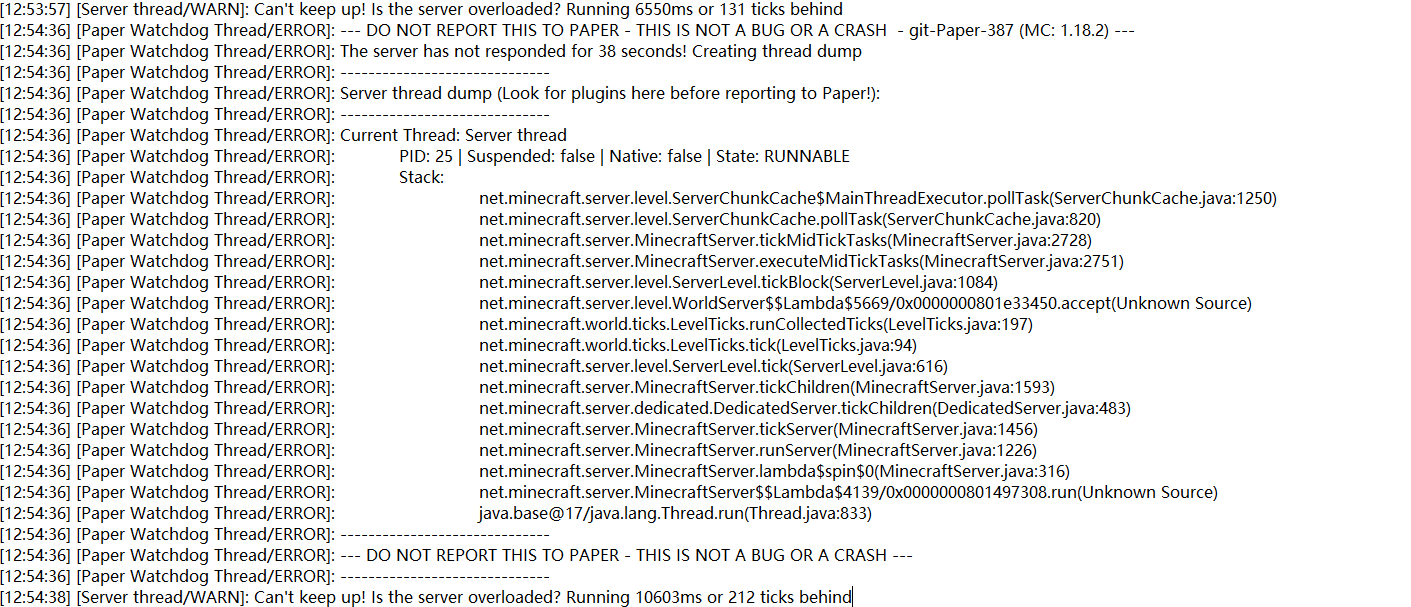 [12:53:57] [Server thread/WARN]: Can't keep up! Is the server overloaded? Running 6550ms or 131 ticks behind
[12:54:36] [Paper Watchdog Thread/ERROR]: --- DO NOT REPORT THIS TO PAPER - THIS IS NOT A BUG OR A CRASH  - git-Paper-387 (MC: 1.18.2) ---
[12:54:36] [Paper Watchdog Thread/ERROR]: The server has not responded for 38 seconds! Creating thread dump
[12:54:36] [Paper Watchdog Thread/ERROR]: ------------------------------
[12:54:36] [Paper Watchdog Thread/ERROR]: Server thread dump (Look for plugins here before reporting to Paper!):
[12:54:36] [Paper Watchdog Thread/ERROR]: ------------------------------
[12:54:36] [Paper Watchdog Thread/ERROR]: Current Thread: Server thread
[12:54:36] [Paper Watchdog Thread/ERROR]: PID: 25 | Suspended: false | Native: false | State: RUNNABLE
[12:54:36] [Paper Watchdog Thread/ERROR]: Stack:
[12:54:36] [Paper Watchdog Thread/ERROR]: net.minecraft.server.level.ServerChunkCache$MainThreadExecutor.pollTask(ServerChunkCache.java:1250)
[12:54:36] [Paper Watchdog Thread/ERROR]: net.minecraft.server.level.ServerChunkCache.pollTask(ServerChunkCache.java:820)
[12:54:36] [Paper Watchdog Thread/ERROR]: net.minecraft.server.MinecraftServer.tickMidTickTasks(MinecraftServer.java:2728)
[12:54:36] [Paper Watchdog Thread/ERROR]: net.minecraft.server.MinecraftServer.executeMidTickTasks(MinecraftServer.java:2751)
[12:54:36] [Paper Watchdog Thread/ERROR]: net.minecraft.server.level.ServerLevel.tickBlock(ServerLevel.java:1084)
[12:54:36] [Paper Watchdog Thread/ERROR]: net.minecraft.server.level.WorldServer$$Lambda$5669/0x0000000801e33450.accept(Unknown Source)
[12:54:36] [Paper Watchdog Thread/ERROR]: net.minecraft.world.ticks.LevelTicks.runCollectedTicks(LevelTicks.java:197)
[12:54:36] [Paper Watchdog Thread/ERROR]: net.minecraft.world.ticks.LevelTicks.tick(LevelTicks.java:94)
[12:54:36] [Paper Watchdog Thread/ERROR]: net.minecraft.server.level.ServerLevel.tick(ServerLevel.java:616)
[12:54:36] [Paper Watchdog Thread/ERROR]: net.minecraft.server.MinecraftServer.tickChildren(MinecraftServer.java:1593)
[12:54:36] [Paper Watchdog Thread/ERROR]: net.minecraft.server.dedicated.DedicatedServer.tickChildren(DedicatedServer.java:483)
[12:54:36] [Paper Watchdog Thread/ERROR]: net.minecraft.server.MinecraftServer.tickServer(MinecraftServer.java:1456)
[12:54:36] [Paper Watchdog Thread/ERROR]: net.minecraft.server.MinecraftServer.runServer(MinecraftServer.java:1226)
[12:54:36] [Paper Watchdog Thread/ERROR]: net.minecraft.server.MinecraftServer.lambda$spin$0(MinecraftServer.java:316)
[12:54:36] [Paper Watchdog Thread/ERROR]: net.minecraft.server.MinecraftServer$$Lambda$4139/0x0000000801497308.run(Unknown Source)
[12:54:36] [Paper Watchdog Thread/ERROR]: java.base@17/java.lang.Thread.run(Thread.java:833)
[12:54:36] [Paper Watchdog Thread/ERROR]: ------------------------------
[12:54:36] [Paper Watchdog Thread/ERROR]: --- DO NOT REPORT THIS TO PAPER - THIS IS NOT A BUG OR A CRASH ---
[12:54:36] [Paper Watchdog Thread/ERROR]: ------------------------------
[12:54:38] [Server thread/WARN]: Can't keep up! Is the server overloaded? Running 10603ms or 212 ticks behind